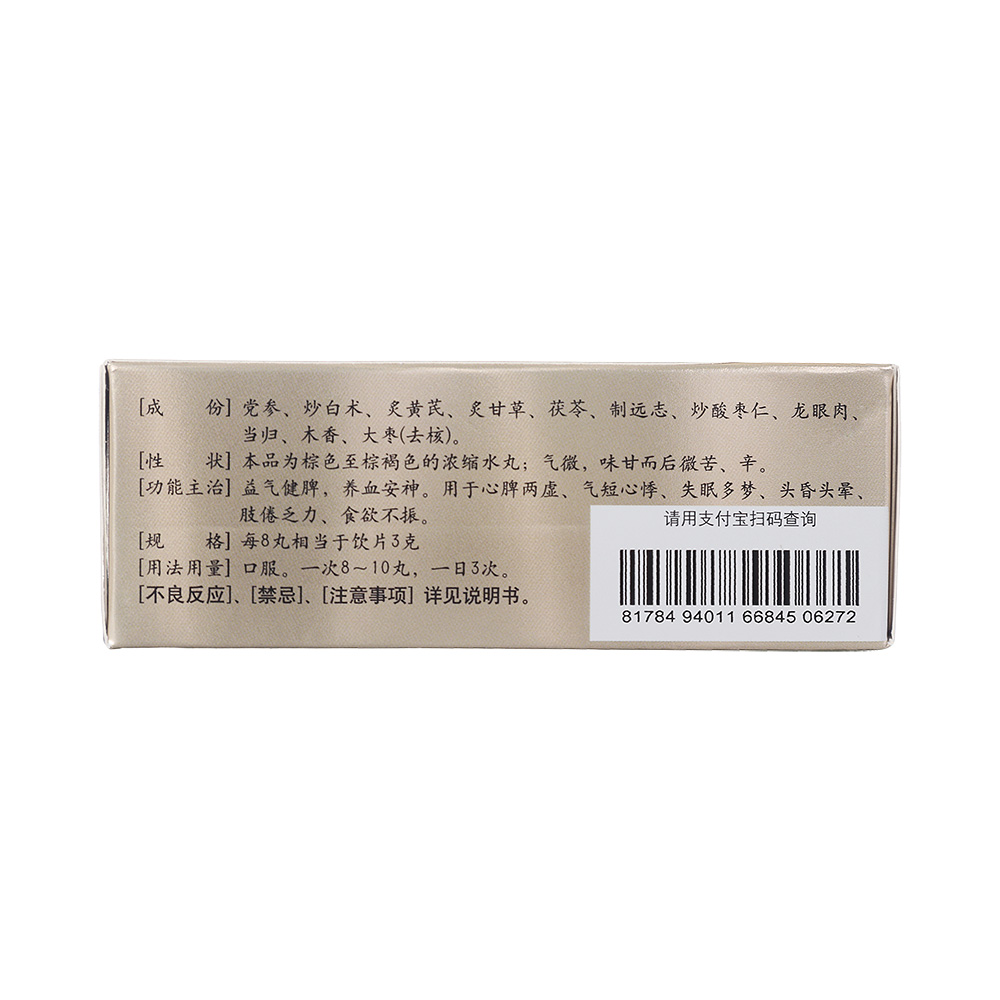 [成　份] 党参、炒白术、炙黄芪、炙甘草、茯苓、制远志、炒酸枣仁、龙眼肉、
当归、木香、大枣(去核)。
[性　状] 本品为棕色至棕褐色的浓缩水丸；气微，味甘而后微苦、辛。
[功能主治] 益气健脾，养血安神。用于心脾两虚、气短心悸、失眠多梦、头昏头晕、
肢倦乏力、食欲不振。
[规　格] 每8丸相当于饮片3克
[用法用量] 口服。一次8～10丸，一日3次。
[不良反应]、[禁忌]、[注意事项] 详见说明书。
请用支付宝扫码查询
81784 94011 66845 06272